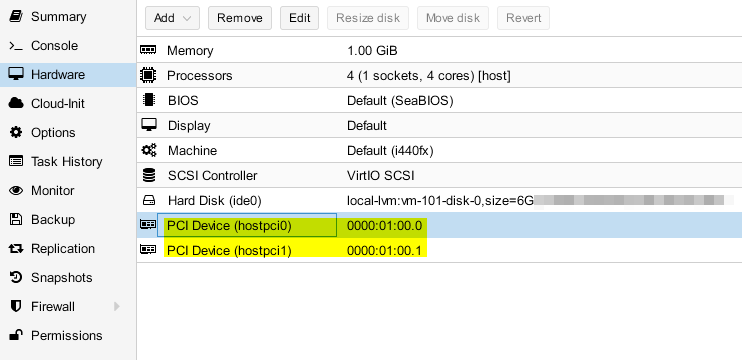 Summary
Console
Hardware
Cloud-Init
Options
Task History
Monitor
Backup
Replication
Snapshots
Firewall
Permissions
Add Remove Edit Resize disk Move disk Revert
Memory 1.00 GiB
Processors 4 (1 sockets, 4 cores) [host]
BIOS Default (SeaBIOS)
Display Default
Machine Default (i440fx)
SCSI Controller VirtIO SCSI
Hard Disk (ide0) local-lvm:vm-101-disk-0,size=6G
PCI Device (hostpci0) 0000:01:00.0
PCI Device (hostpci1) 0000:01:00.1